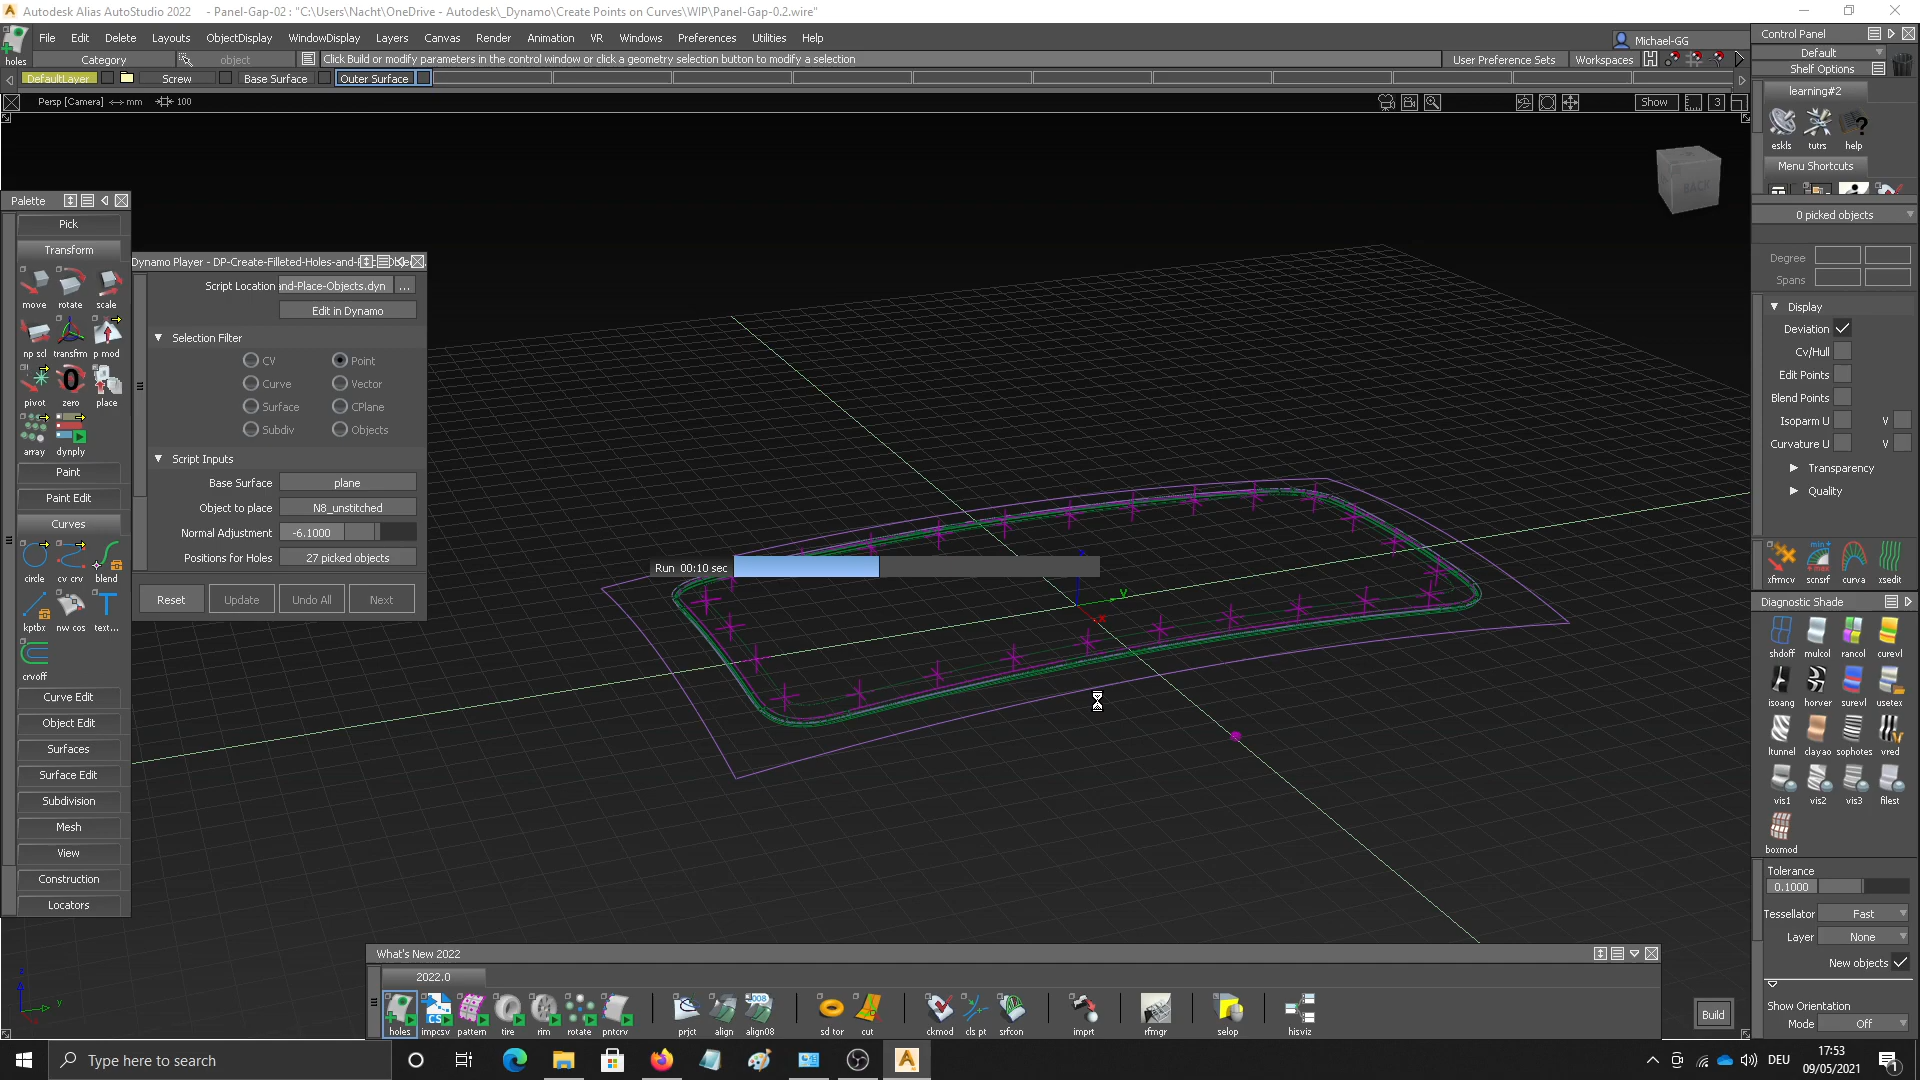 Autodesk Alias AutoStudio 2022 - Panel-Gap-02 : "C:\Users\Nacht\OneDrive - Autodesk\_Dynamo\Create Points on Curves\WIP\Panel-Gap-0.2.wire"
File Edit Delete Layouts ObjectDisplay WindowDisplay Layers Canvas Render Animation VR Windows Preferences Utilities Help
Michael-GG
holes Category object Click Build or modify parameters in the control window or click a geometry selection button to modify a selection User Preference Sets Workspaces
DefaultLayer Screw Base Surface Outer Surface
Persp [Camera] mm 100 Show 3
Control Panel
Default
Shelf Options
learning#2
eskls tutrs help
Menu Shortcuts
0 picked objects
Degree
Spans
Display
Deviation
Cv/Hull
Edit Points
Blend Points
Isoparm U V
Curvature U V
Transparency
Quality
xfrmcv scnsrf curva xsedit
Diagnostic Shade
shdoff mulcol rancol curevl
isoang horver surevl usetex
ltunnel clayao sophotes vred
vis1 vis2 vis3 filest
boxmod
Tolerance
0.1000
Tessellator Fast
Layer None
New objects
Show Orientation
Mode Off
BACK
Palette
Pick
Transform
move rotate scale
np scl transfrm p mod
pivot zero place
array dynply
Paint
Paint Edit
Curves
circle cv crv blend
kptbx nw cos text...
crvoff
Curve Edit
Object Edit
Surfaces
Surface Edit
Subdivision
Mesh
View
Construction
Locators
Script Location nd-Place-Objects.dyn ...
Edit in Dynamo
Selection Filter
CV Point
Curve Vector
Surface CPlane
Subdiv Objects
Script Inputs
Base Surface plane
Object to place N8_unstitched
Normal Adjustment -6.1000
Positions for Holes 27 picked objects
Reset Update Undo All Next
Run 00:10 sec
y
x
z
y
What's New 2022
2022.0
holes impcsv pattern tire rim rotate pntcrv prjct align align08 sd tor cut ckmod cls pt srfcon imprt rfmgr selop hisviz
Build
Type here to search
DEU
17:53
09/05/2021
1